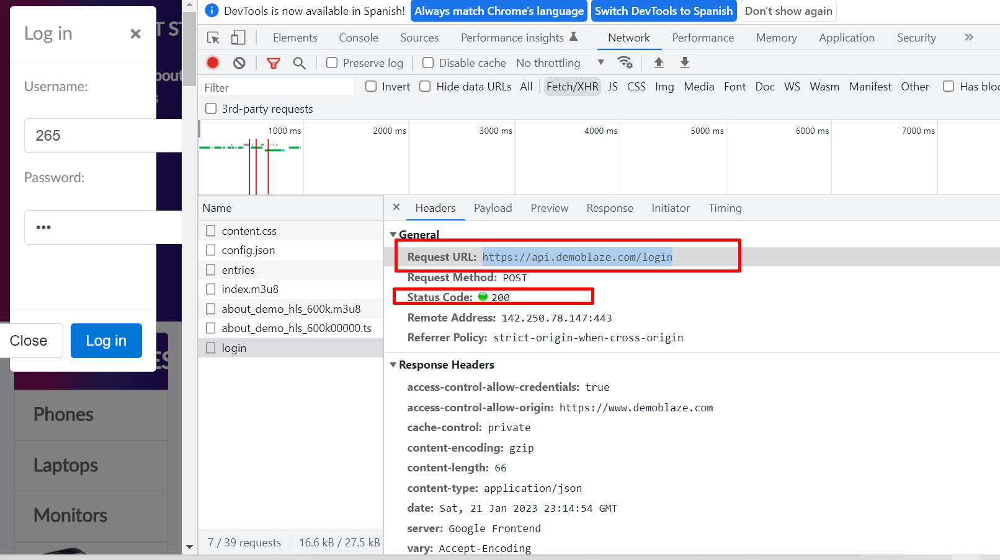 Log in ×
Username:
265
Password:
•••
Close Log in
Phones
Laptops
Monitors
DevTools is now available in Spanish! Always match Chrome's language Switch DevTools to Spanish Don't show again
Elements Console Sources Performance insights Network Performance Memory Application Security »
Preserve log Disable cache No throttling
Filter Invert Hide data URLs All Fetch/XHR JS CSS Img Media Font Doc WS Wasm Manifest Other Has bloc
3rd-party requests
1000 ms 2000 ms 3000 ms 4000 ms 5000 ms 6000 ms 7000 ms
Name
content.css
config.json
entries
index.m3u8
about_demo_hls_600k.m3u8
about_demo_hls_600k00000.ts
login
7 / 39 requests 16.6 kB / 27.5 kB
× Headers Payload Preview Response Initiator Timing
General
Request URL: https://api.demoblaze.com/login
Request Method: POST
Status Code: 200
Remote Address: 142.250.78.147:443
Referrer Policy: strict-origin-when-cross-origin
Response Headers
access-control-allow-credentials: true
access-control-allow-origin: https://www.demoblaze.com
cache-control: private
content-encoding: gzip
content-length: 66
content-type: application/json
date: Sat, 21 Jan 2023 23:14:54 GMT
server: Google Frontend
vary: Accept-Encoding